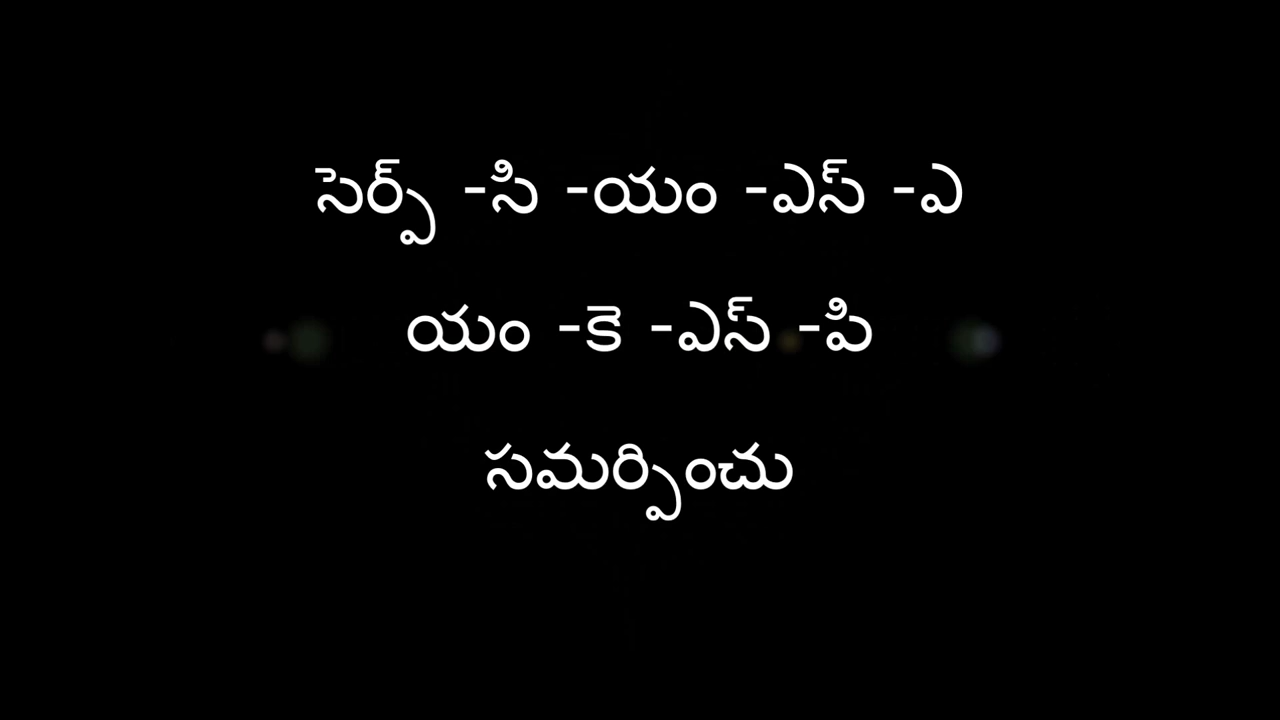 సెర్ప్ -సి -యం -ఎస్ -ఎ
యం -కె -ఎస్ -పి
సమర్పించు